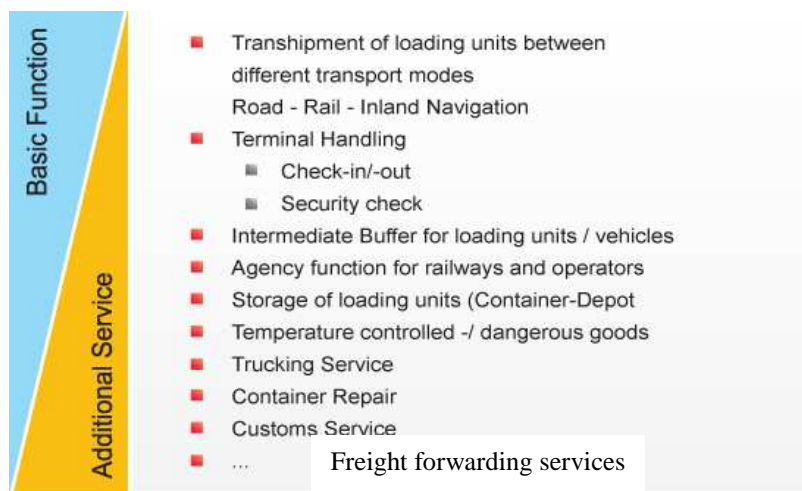 Basic Function
Additional Service
Transhipment of loading units between
different transport modes
Road - Rail - Inland Navigation
Terminal Handling
Check-in/-out
Security check
Intermediate Buffer for loading units / vehicles
Agency function for railways and operators
Storage of loading units (Container-Depot
Temperature controlled -/ dangerous goods
Trucking Service
Container Repair
Customs Service
...
Freight forwarding services